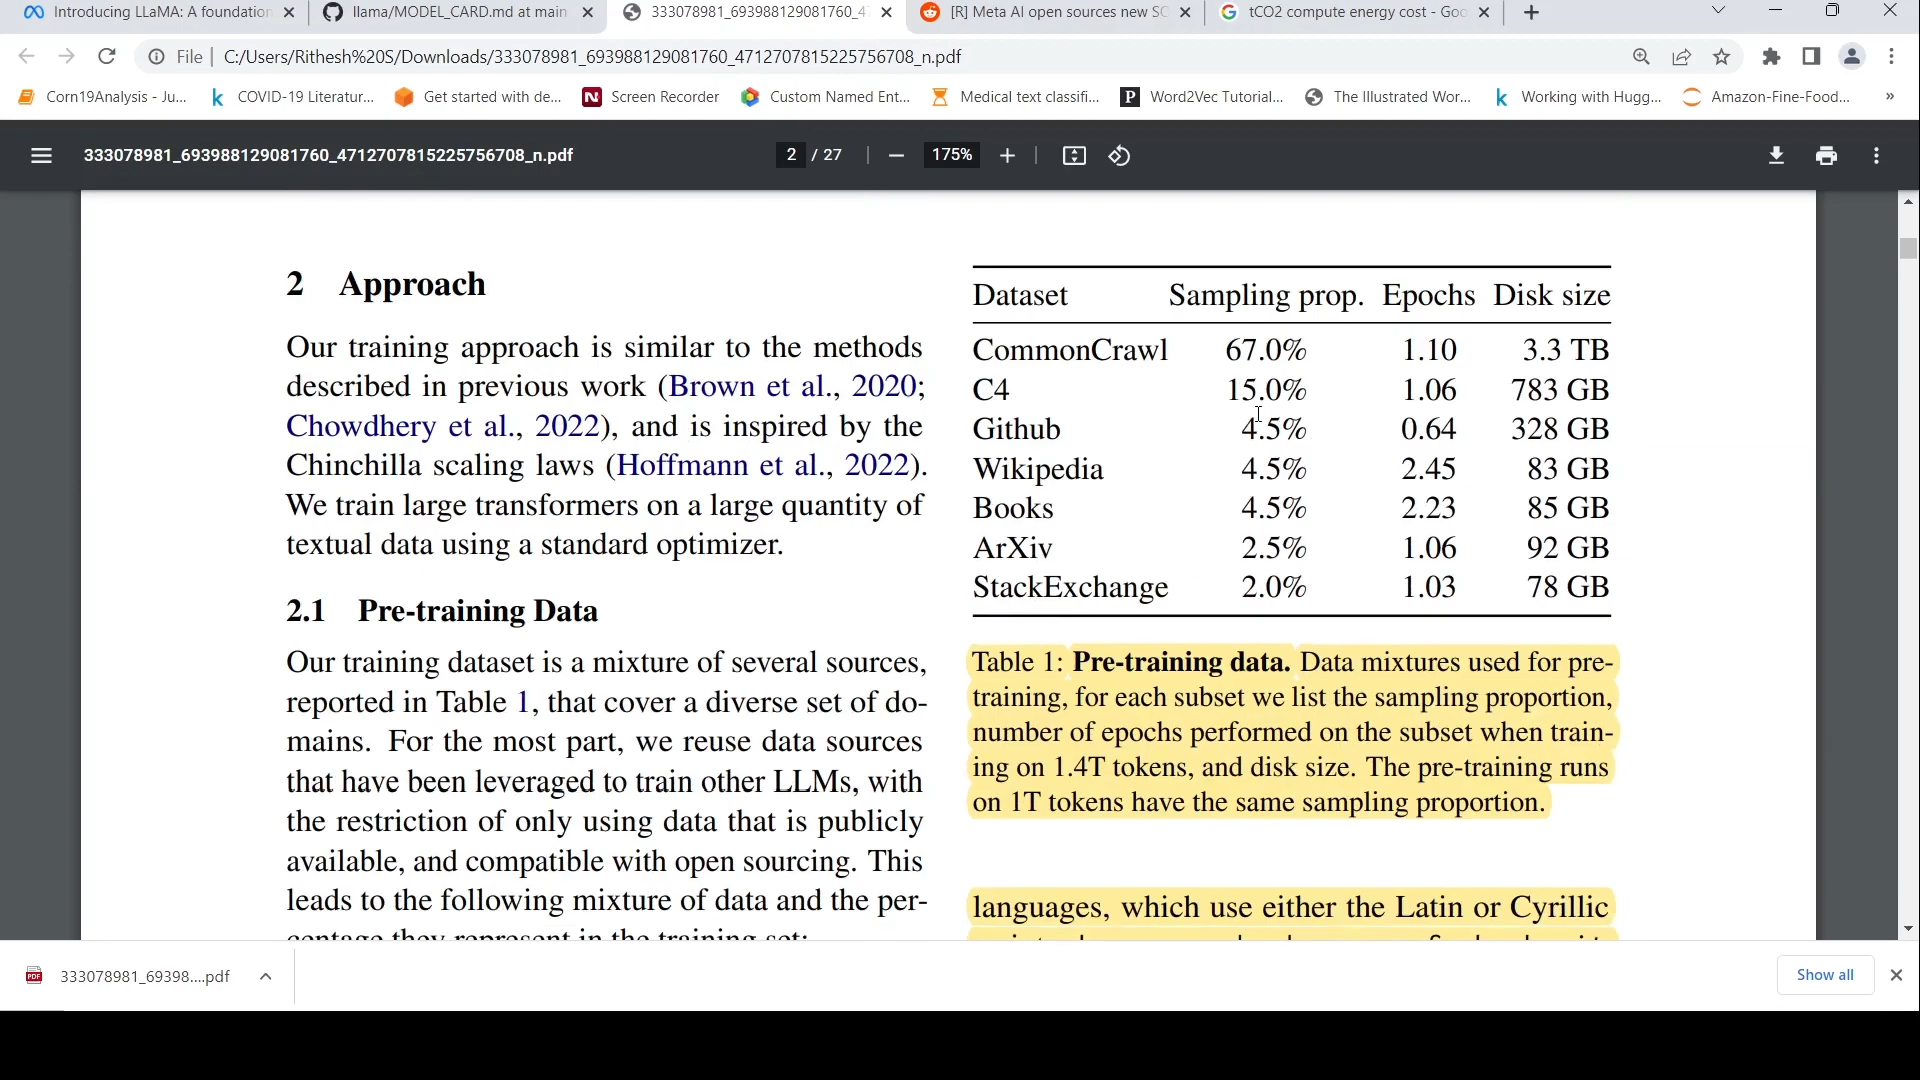 Introducing LLaMA: A foundation
llama/MODEL_CARD.md at main
333078981_693988129081760_47
[R] Meta AI open sources new SC
tCO2 compute energy cost - Goo
File
C:/Users/Rithesh%20S/Downloads/333078981_693988129081760_4712707815225756708_n.pdf
Corn19Analysis - Ju...
COVID-19 Literatur...
Get started with de...
Screen Recorder
Custom Named Ent...
Medical text classifi...
Word2Vec Tutorial...
The Illustrated Wor...
Working with Hugg...
Amazon-Fine-Food...
»
333078981_693988129081760_4712707815225756708_n.pdf
2 / 27
175%
2 Approach
Our training approach is similar to the methods
described in previous work (Brown et al., 2020;
Chowdhery et al., 2022), and is inspired by the
Chinchilla scaling laws (Hoffmann et al., 2022).
We train large transformers on a large quantity of
textual data using a standard optimizer.
2.1 Pre-training Data
Our training dataset is a mixture of several sources,
reported in Table 1, that cover a diverse set of do-
mains. For the most part, we reuse data sources
that have been leveraged to train other LLMs, with
the restriction of only using data that is publicly
available, and compatible with open sourcing. This
leads to the following mixture of data and the per-
centage they represent in the training set:
Dataset Sampling prop. Epochs Disk size
CommonCrawl 67.0% 1.10 3.3 TB
C4 15.0% 1.06 783 GB
Github 4.5% 0.64 328 GB
Wikipedia 4.5% 2.45 83 GB
Books 4.5% 2.23 85 GB
ArXiv 2.5% 1.06 92 GB
StackExchange 2.0% 1.03 78 GB
Table 1: Pre-training data. Data mixtures used for pre-
training, for each subset we list the sampling proportion,
number of epochs performed on the subset when train-
ing on 1.4T tokens, and disk size. The pre-training runs
on 1T tokens have the same sampling proportion.
languages, which use either the Latin or Cyrillic
333078981_69398....pdf
Show all